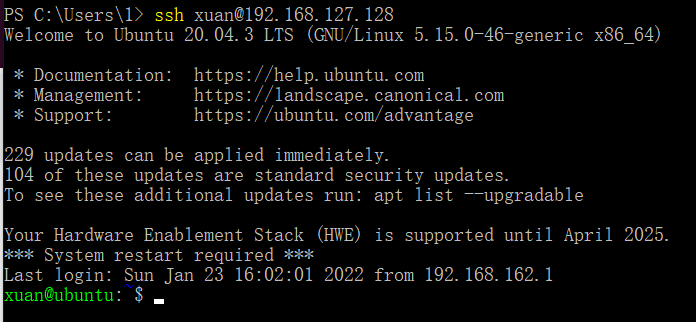 PS C:\Users\1> ssh xuan@192.168.127.128
Welcome to Ubuntu 20.04.3 LTS (GNU/Linux 5.15.0-46-generic x86_64)
* Documentation: https://help.ubuntu.com
* Management: https://landscape.canonical.com
* Support: https://ubuntu.com/advantage
229 updates can be applied immediately.
104 of these updates are standard security updates.
To see these additional updates run: apt list --upgradable
Your Hardware Enablement Stack (HWE) is supported until April 2025.
*** System restart required ***
Last login: Sun Jan 23 16:02:01 2022 from 192.168.162.1
xuan@ubuntu:~$